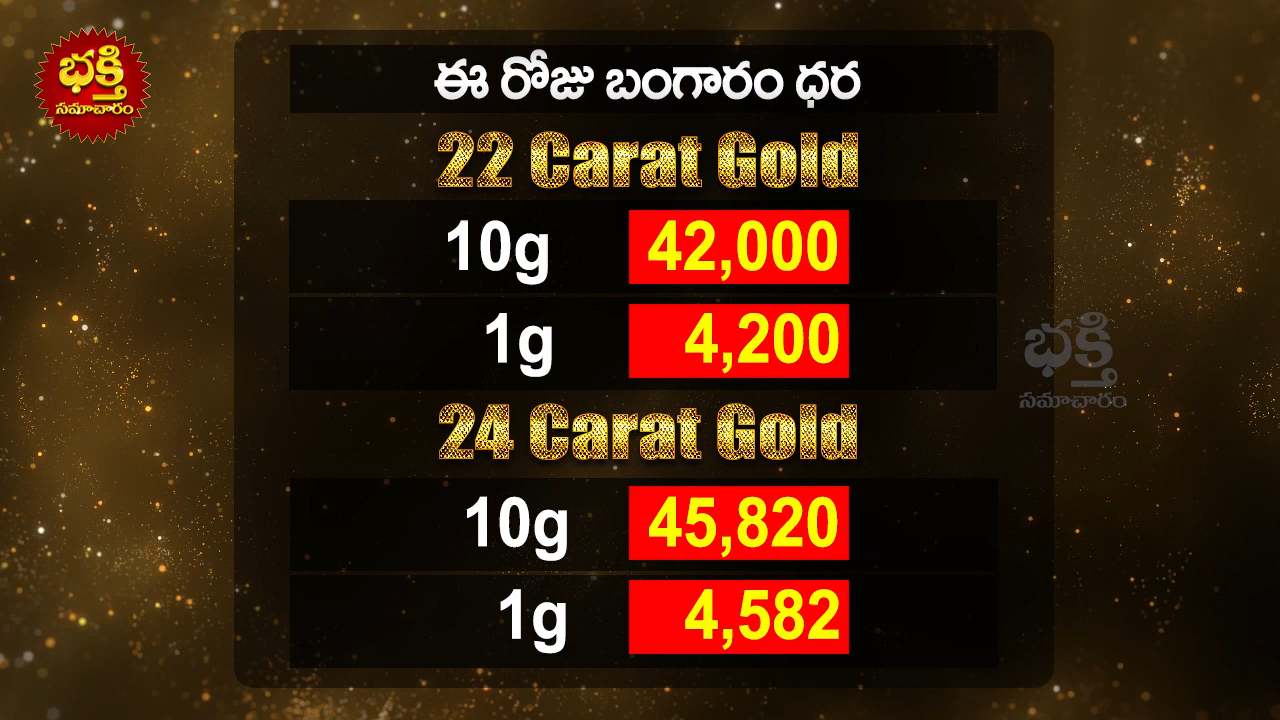 భక్తి
సమాచారం
ఈ రోజు బంగారం ధర
22 Carat Gold
10g 42,000
1g 4,200
భక్తి
సమాచారం
24 Carat Gold
10g 45,820
1g 4,582